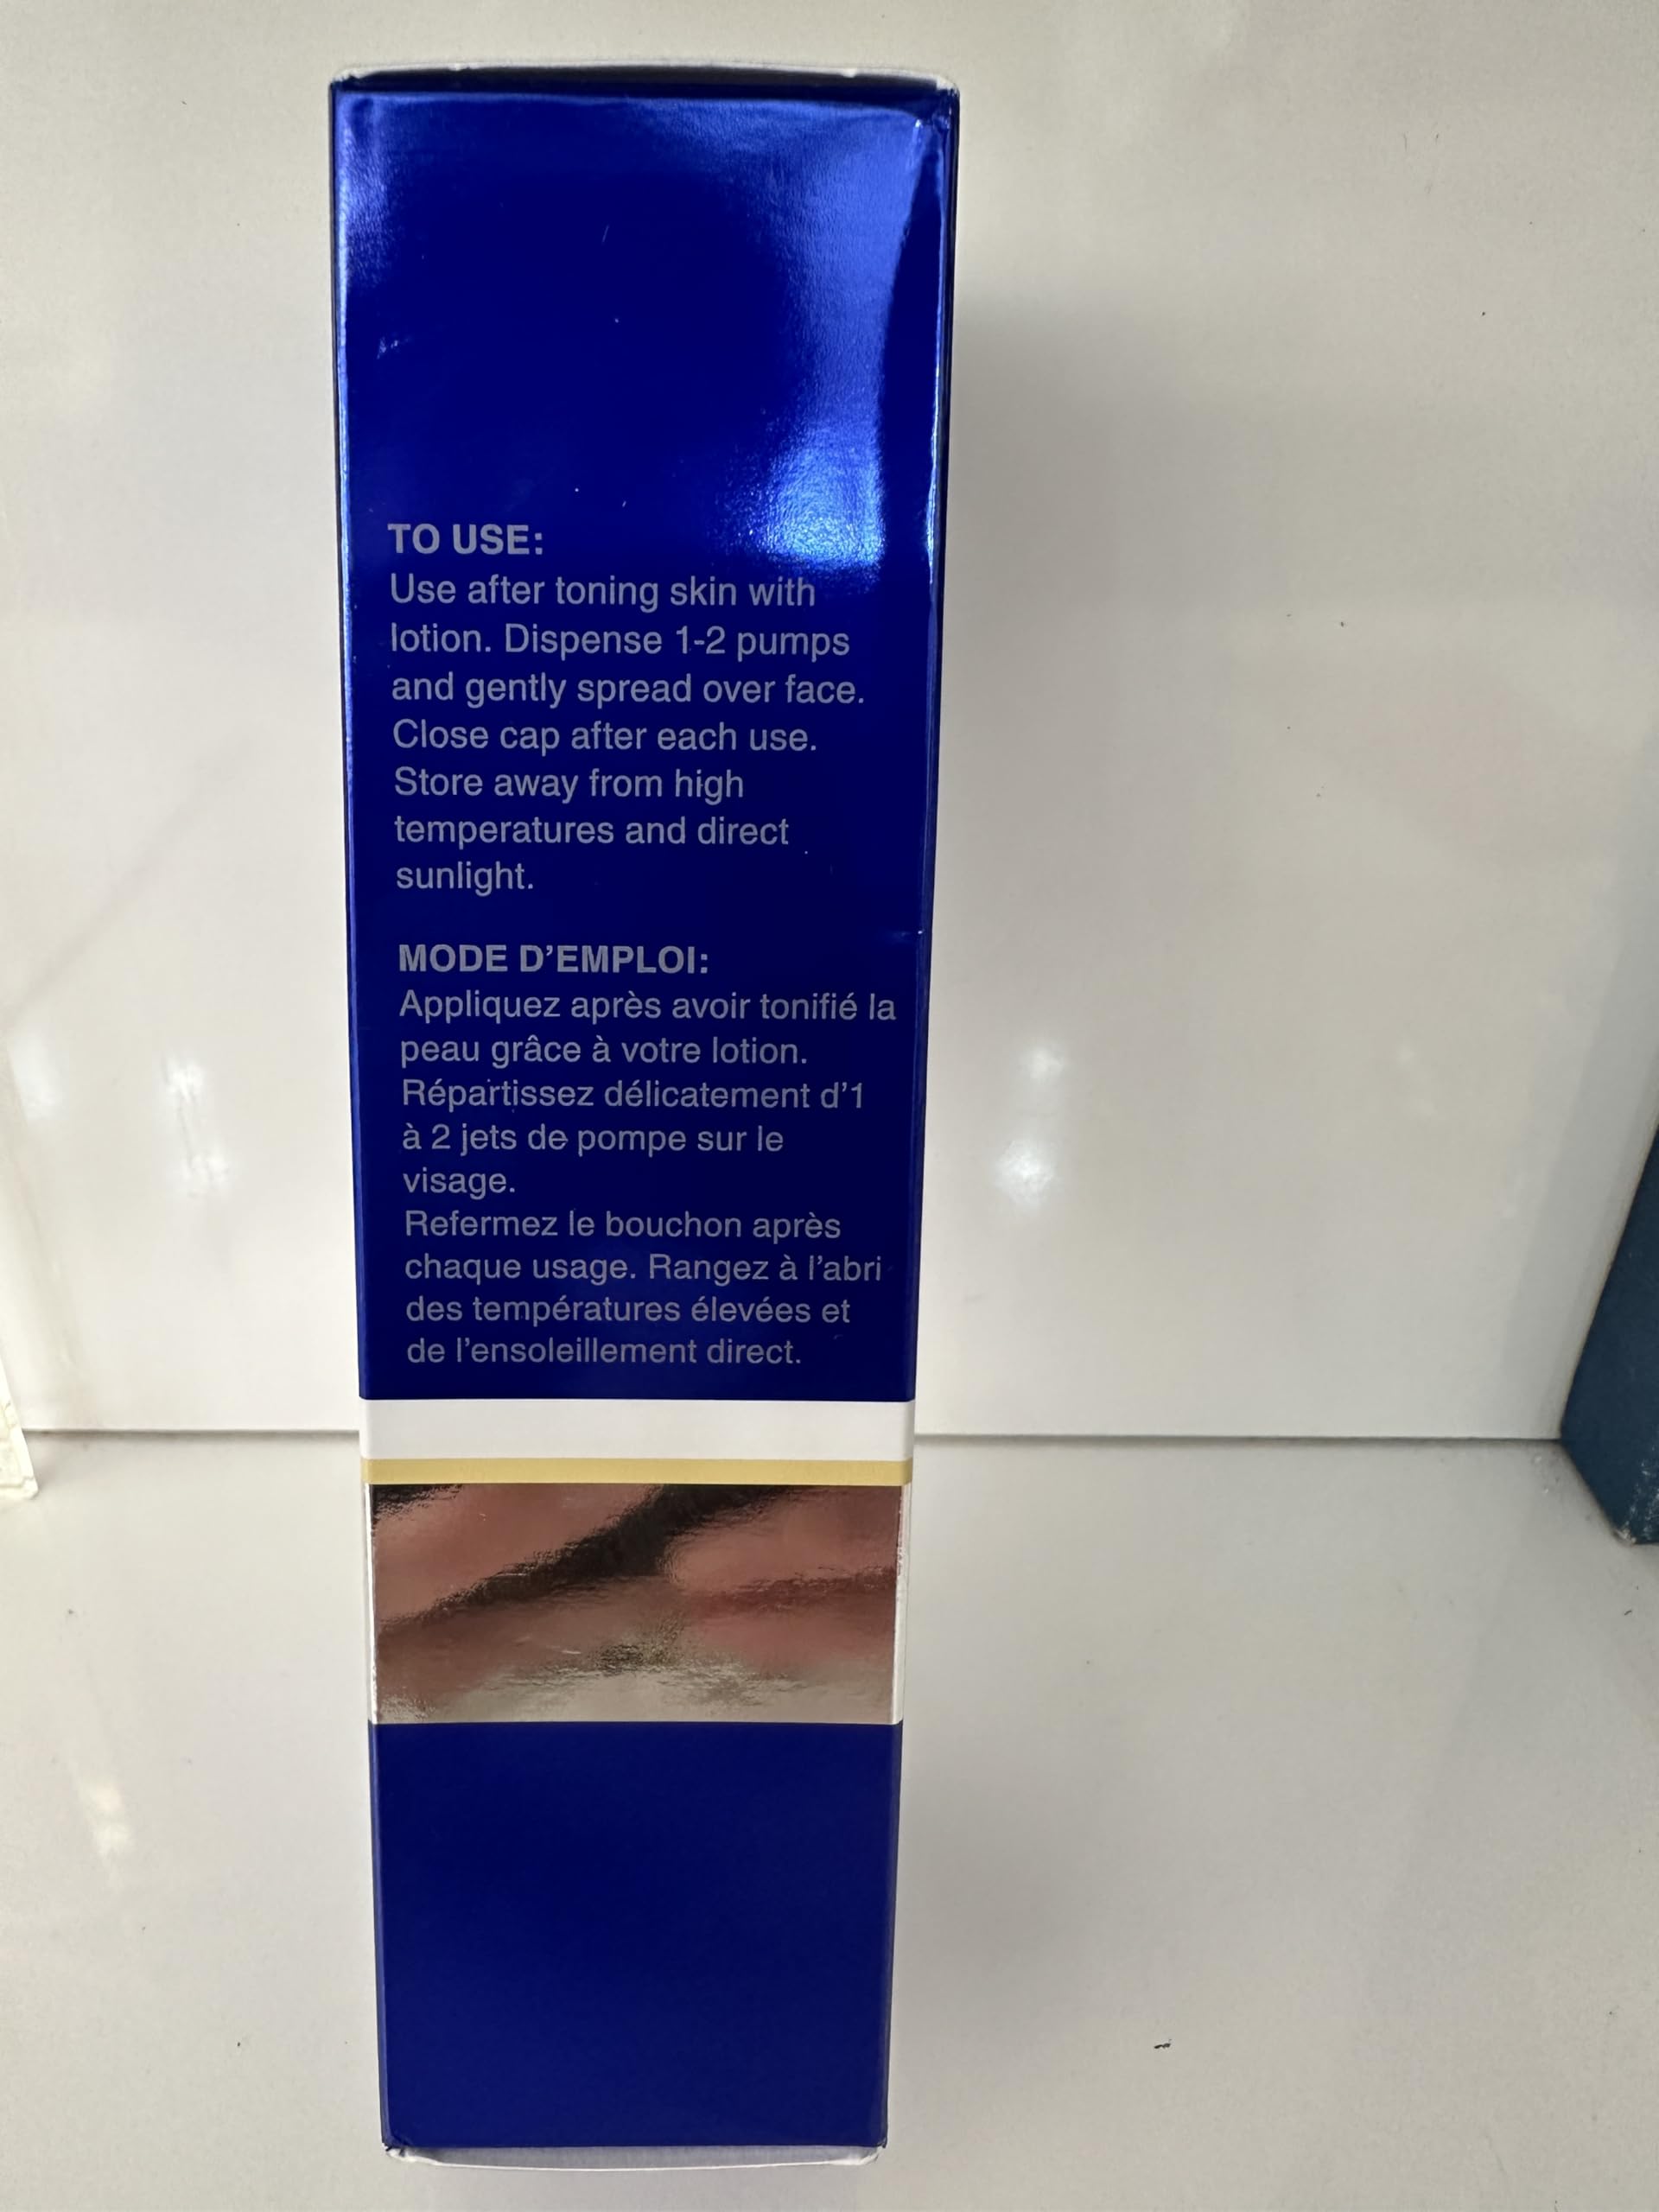 TO USE:
Use after toning skin with
lotion. Dispense 1-2 pumps
and gently spread over face.
Close cap after each use.
Store away from high
temperatures and direct
sunlight.
MODE D’EMPLOI:
Appliquez après avoir tonifié la
peau grâce à votre lotion.
Répartissez délicatement d’1
à 2 jets de pompe sur le
visage.
Refermez le bouchon après
chaque usage. Rangez à l’abri
des températures élevées et
de l’ensoleillement direct.